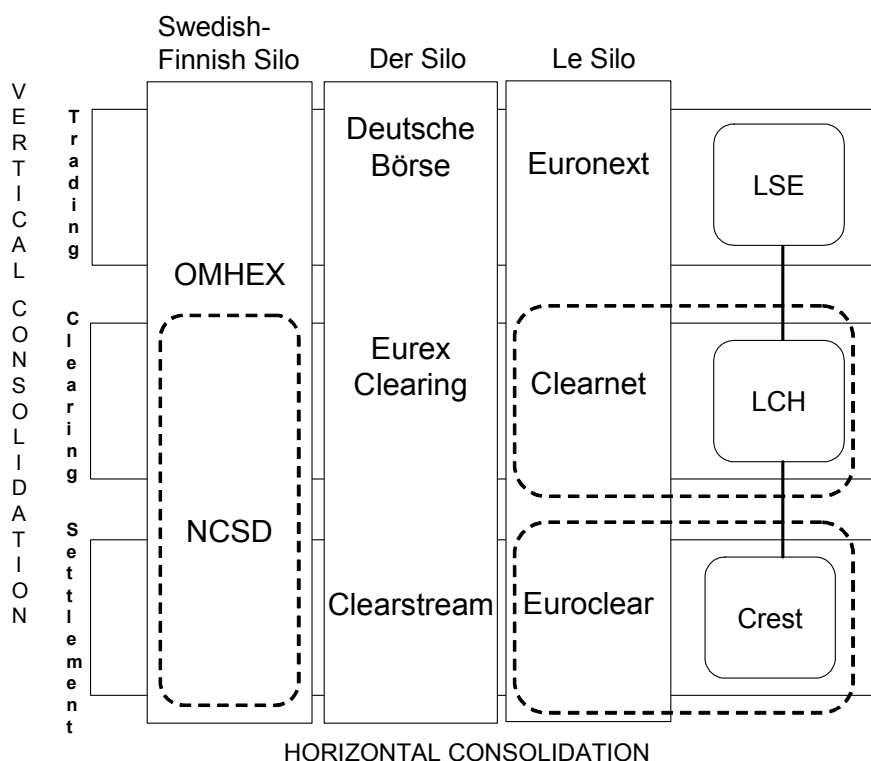 Swedish-
Finnish Silo
Der Silo
Le Silo
VERTICAL CONSOLIDATION
Trading
Deutsche
Börse
Euronext
LSE
OMHEX
Clearing
Eurex
Clearing
Clearnet
LCH
Settlement
NCSD
Clearstream
Euroclear
Crest
HORIZONTAL CONSOLIDATION